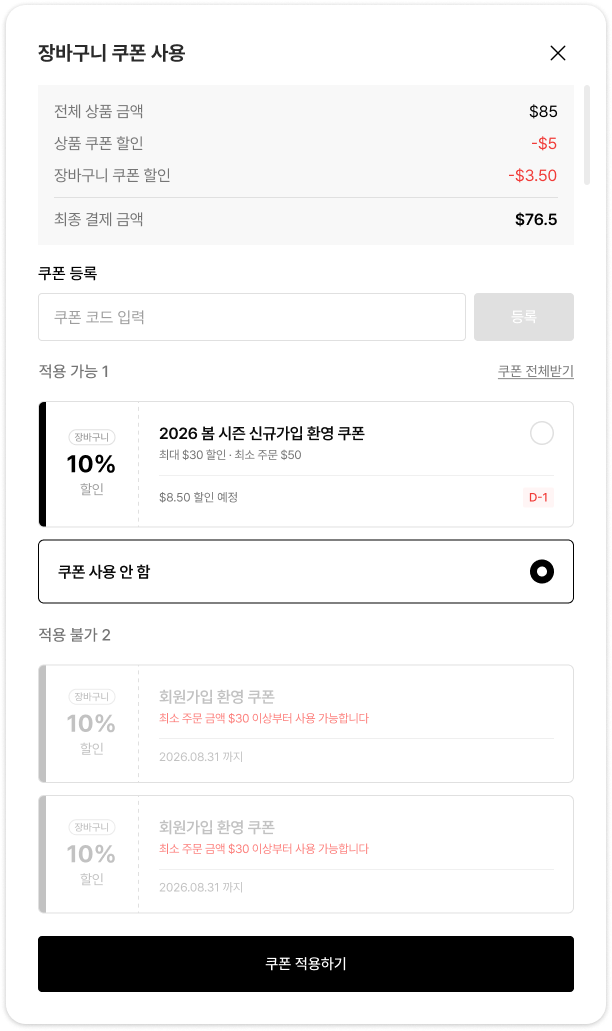 장바구니 쿠폰 사용
전체 상품 금액 $85
상품 쿠폰 할인 -$5
장바구니 쿠폰 할인 -$3.50
최종 결제 금액 $76.5
쿠폰 등록
쿠폰 코드 입력 등록
적용 가능 1 쿠폰 전체받기
장바구니
10%
할인
2026 봄 시즌 신규가입 환영 쿠폰
최대 $30 할인 · 최소 주문 $50
$8.50 할인 예정 D-1
쿠폰 사용 안 함
적용 불가 2
장바구니
10%
할인
회원가입 환영 쿠폰
최소 주문 금액 $30 이상부터 사용 가능합니다
2026.08.31 까지
장바구니
10%
할인
회원가입 환영 쿠폰
최소 주문 금액 $30 이상부터 사용 가능합니다
2026.08.31 까지
쿠폰 적용하기